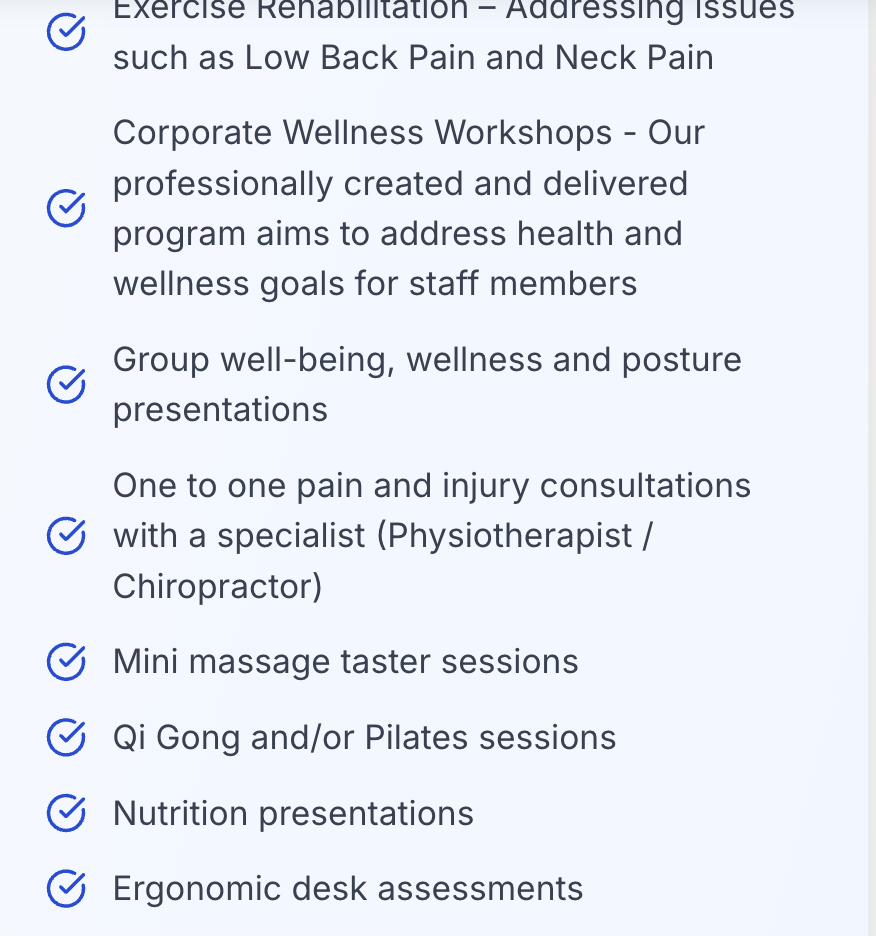 Exercise Rehabilitation – Addressing issues
such as Low Back Pain and Neck Pain
Corporate Wellness Workshops - Our
professionally created and delivered
program aims to address health and
wellness goals for staff members
Group well-being, wellness and posture
presentations
One to one pain and injury consultations
with a specialist (Physiotherapist /
Chiropractor)
Mini massage taster sessions
Qi Gong and/or Pilates sessions
Nutrition presentations
Ergonomic desk assessments